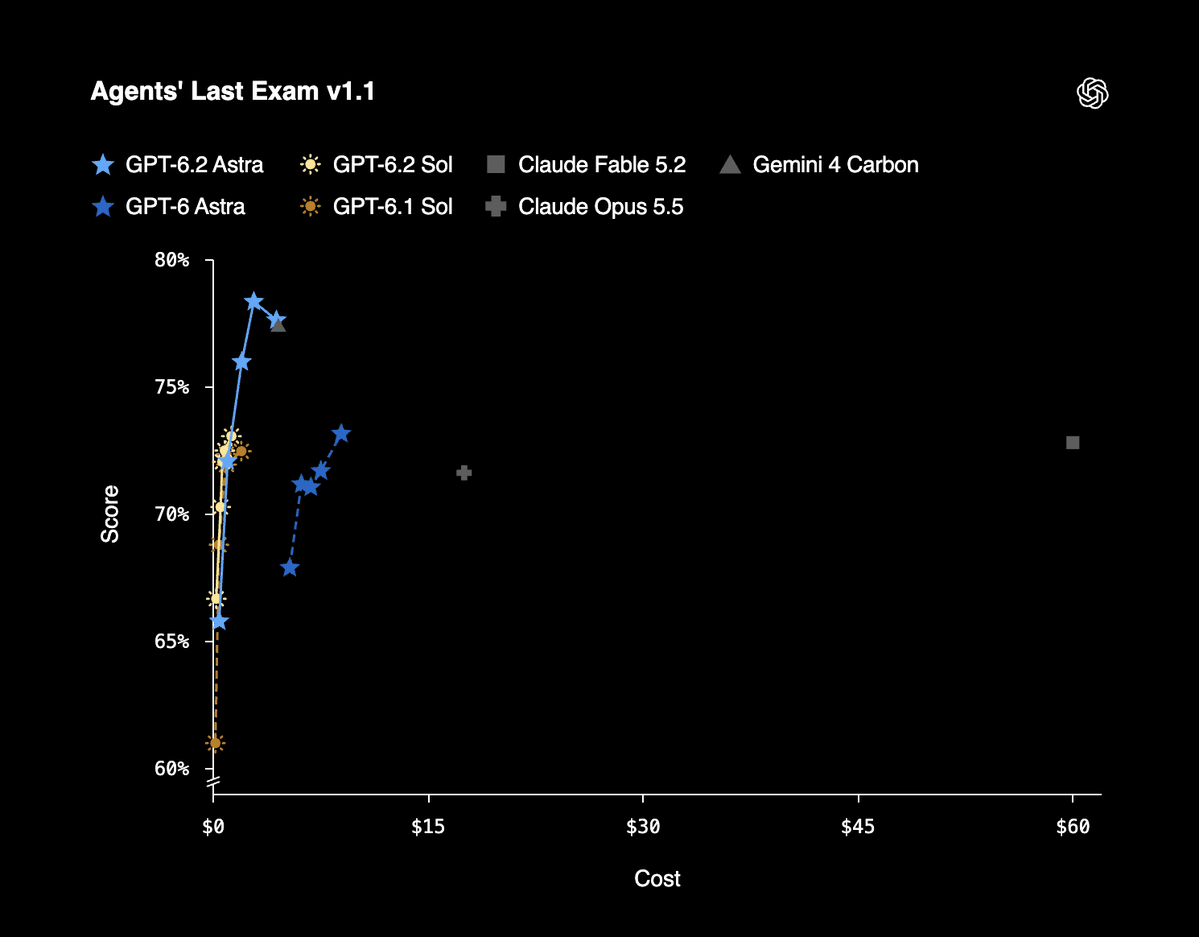 Agents' Last Exam v1.1
GPT-6.2 Astra
GPT-6.2 Sol
Claude Fable 5.2
Gemini 4 Carbon
GPT-6 Astra
GPT-6.1 Sol
Claude Opus 5.5
80%
75%
70%
65%
60%
Score
$0
$15
$30
$45
$60
Cost